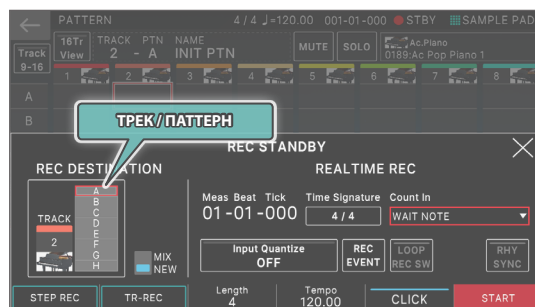 PATTERN 4 / 4 ♩=120.00 001-01-000 STBY SAMPLE PAD
Track 9-16
16Tr View
TRACK PTN NAME
2 - A INIT PTN
MUTE SOLO
Ac.Piano
0189:Ac Pop Piano 1
1 2 3 4 5 6 7 8
A
B
ТРЕК/ПАТТЕРН
REC STANDBY
REC DESTINATION
REALTIME REC
TRACK
2
A
B
C
D
E
F
G
H
MIX
NEW
Meas Beat Tick Time Signature Count In
01 -01 -000 4 / 4 WAIT NOTE
Input Quantize
OFF
REC EVENT
LOOP REC SW
RHY SYNC
STEP REC TR-REC
Length
4
Tempo
120.00
CLICK START